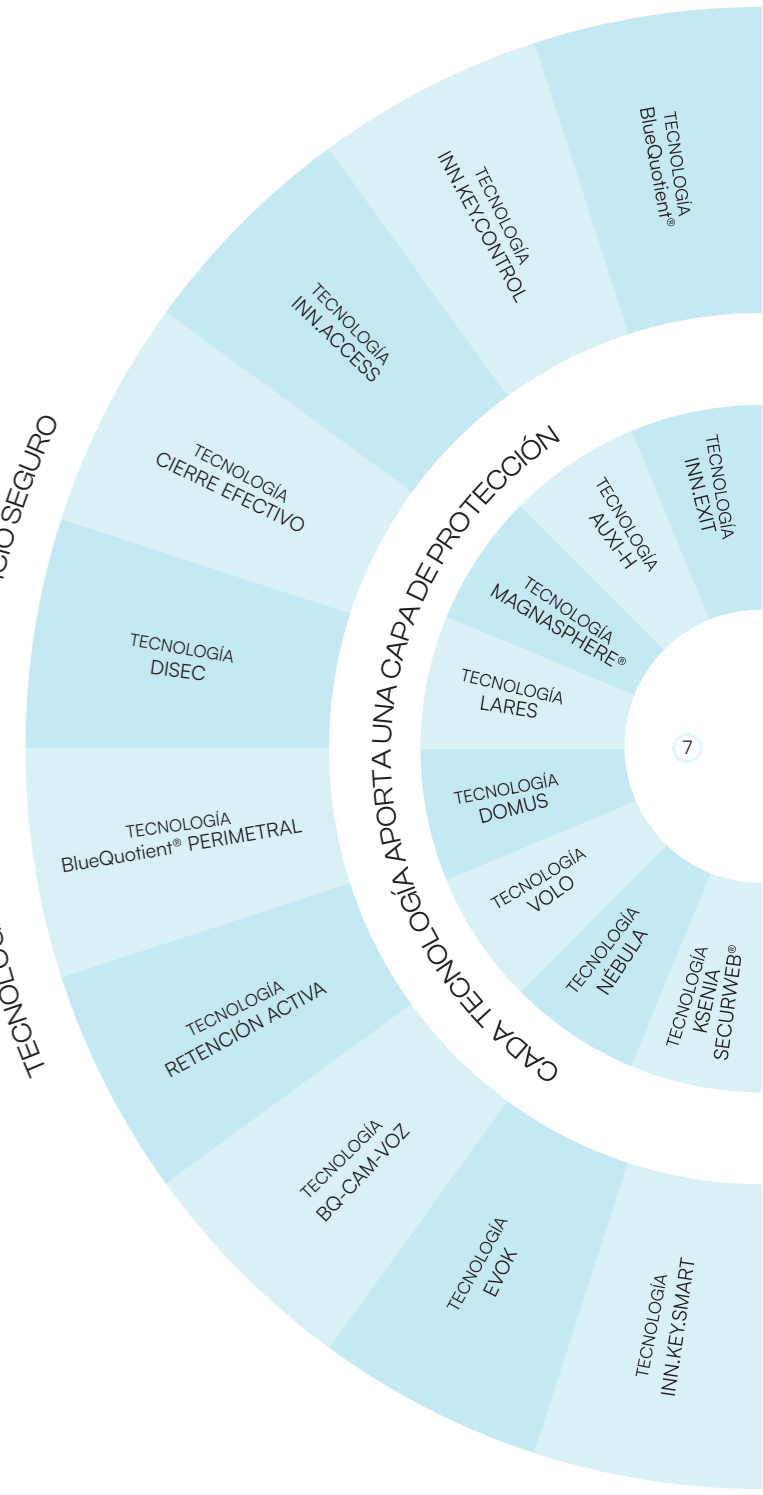 TECNOLOGÍA
BlueQuotient®
TECNOLOGÍA
INN.KEY.CONTROL
TECNOLOGÍA
INN.ACCESS
TECNOLOGÍA
CIERRE EFECTIVO
TECNOLOGÍA
DISEC
TECNOLOGÍA
BlueQuotient® PERIMETRAL
TECNOLOGÍA
RETENCIÓN ACTIVA
TECNOLOGÍA
BQ-CAM-VOZ
TECNOLOGÍA
EVOK
TECNOLOGÍA
INN.KEY.SMART
SEGURO
CADA TECNOLOGÍA APORTA UNA CAPA DE PROTECCIÓN
TECNOLOGÍA
INN.EXIT
TECNOLOGÍA
AUXI-H
TECNOLOGÍA
MAGNASPHERE®
TECNOLOGÍA
LARES
TECNOLOGÍA
DOMUS
TECNOLOGÍA
VOLO
TECNOLOGÍA
NEBULA
TECNOLOGÍA
KSENIA
SECURWEB®
7